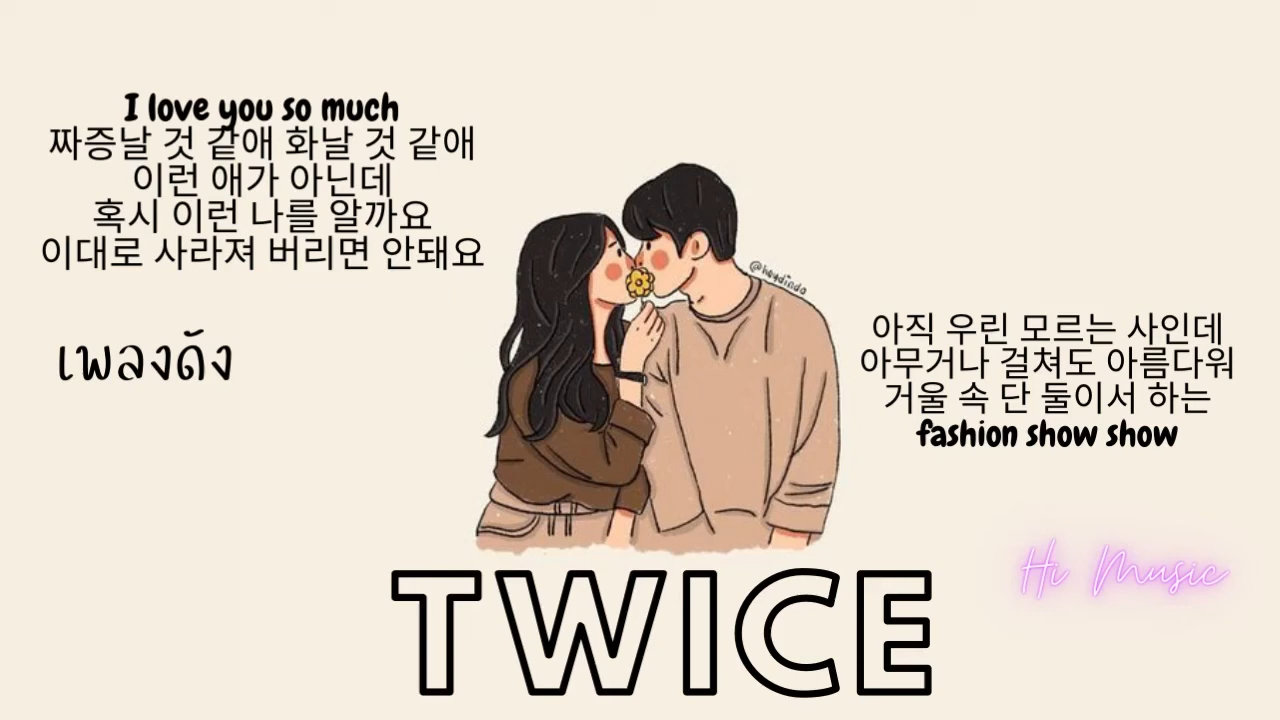 I love you so much
짜증날 것 같애 화날 것 같애
이런 애가 아닌데
혹시 이런 나를 알까요
이대로 사라져 버리면 안돼요
เพลงดัง
@heydindo
아직 우린 모르는 사인데
아무거나 걸쳐도 아름다워
거울 속 단 둘이서 하는
fashion show show
Hi Music
TWICE